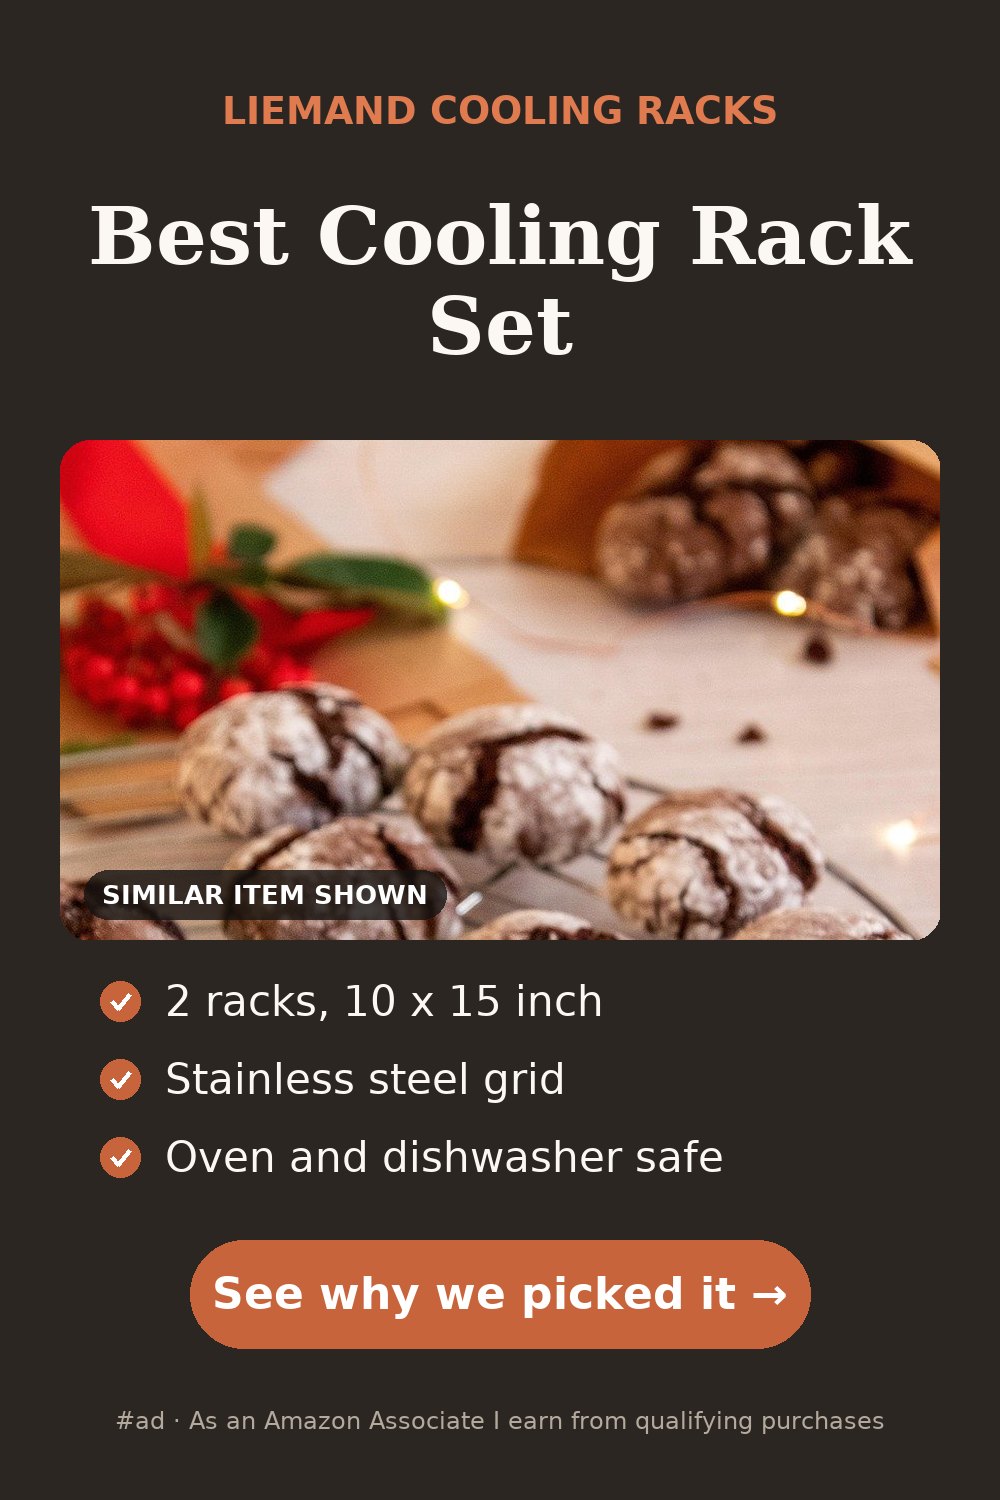 LIEMAND COOLING RACKS
Best Cooling Rack
Set
SIMILAR ITEM SHOWN
2 racks, 10 x 15 inch
Stainless steel grid
Oven and dishwasher safe
See why we picked it →
#ad · As an Amazon Associate I earn from qualifying purchases